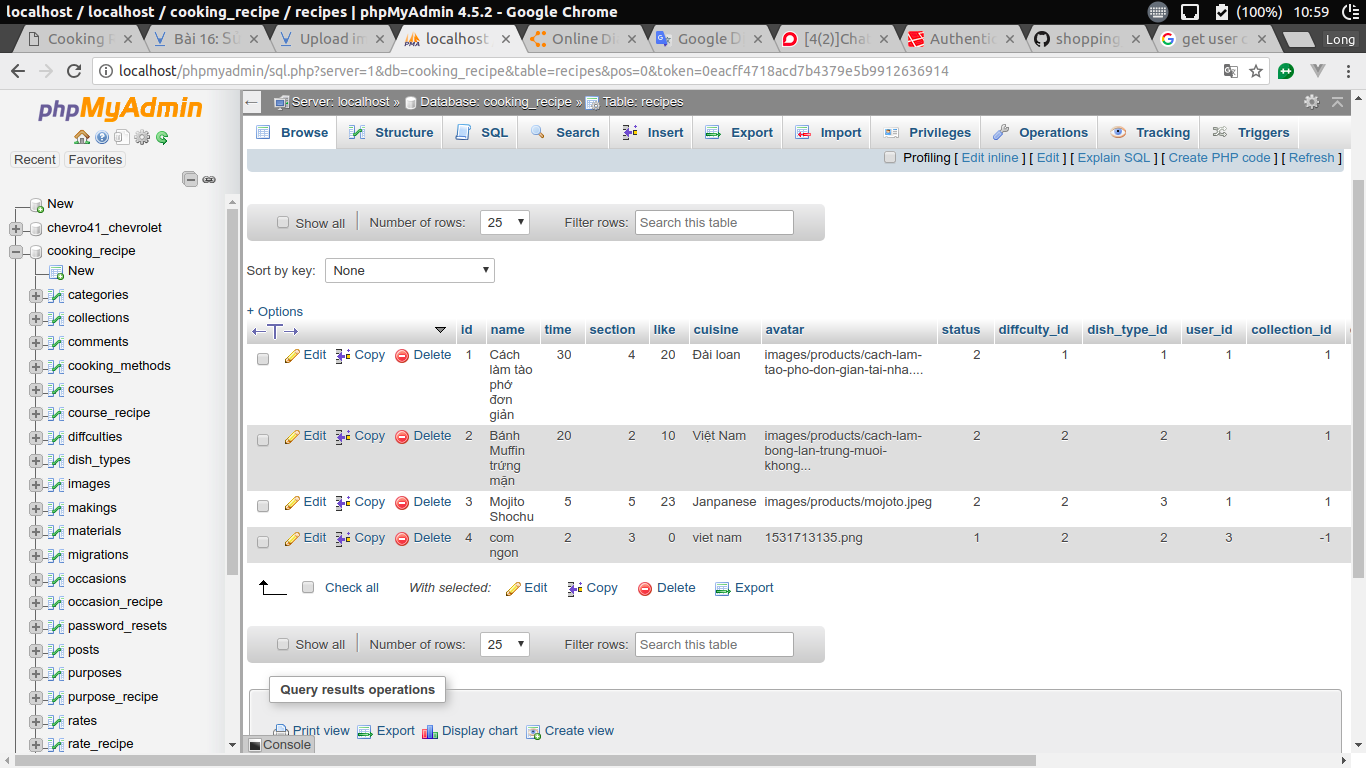 localhost / localhost / cooking_recipe / recipes | phpMyAdmin 4.5.2 - Google Chrome (100%) 10:59
Cooking R Bài 16: Sử Upload im localhost Online Di Google D [4(2)]Chat Authentic shopping get user c Long
localhost/phpmyadmin/sql.php?server=1&db=cooking_recipe&table=recipes&pos=0&token=0eacff4718acd7b4379e5b9912636914
phpMyAdmin
Recent Favorites
New
chevro41_chevrolet
cooking_recipe
New
categories
collections
comments
cooking_methods
courses
course_recipe
diffculties
dish_types
images
makings
materials
migrations
occasions
occasion_recipe
password_resets
posts
purposes
purpose_recipe
rates
rate_recipe
Server: localhost » Database: cooking_recipe » Table: recipes
Browse Structure SQL Search Insert Export Import Privileges Operations Tracking Triggers
Profiling [ Edit inline ] [ Edit ] [ Explain SQL ] [ Create PHP code ] [ Refresh ]
Show all Number of rows: 25 Filter rows: Search this table
Sort by key: None
+ Options
id name time section like cuisine avatar status diffculty_id dish_type_id user_id collection_id
Edit Copy Delete 1 Cách 30 4 20 Đài loan images/products/cach-lam- 2 1 1 1 1
làm tào tao-pho-don-gian-tai-nha....
phớ
đơn
giản
Edit Copy Delete 2 Bánh 20 2 10 Việt Nam images/products/cach-lam- 2 2 2 1 1
Muffin bong-lan-trung-muoi-
trứng khong...
mặn
Edit Copy Delete 3 Mojito 5 5 23 Janpanese images/products/mojoto.jpeg 2 2 3 1 1
Shochu
Edit Copy Delete 4 com 2 3 0 viet nam 1531713135.png 1 2 2 3 -1
ngon
Check all With selected: Edit Copy Delete Export
Show all Number of rows: 25 Filter rows: Search this table
Query results operations
Print view Export Display chart Create view
Console